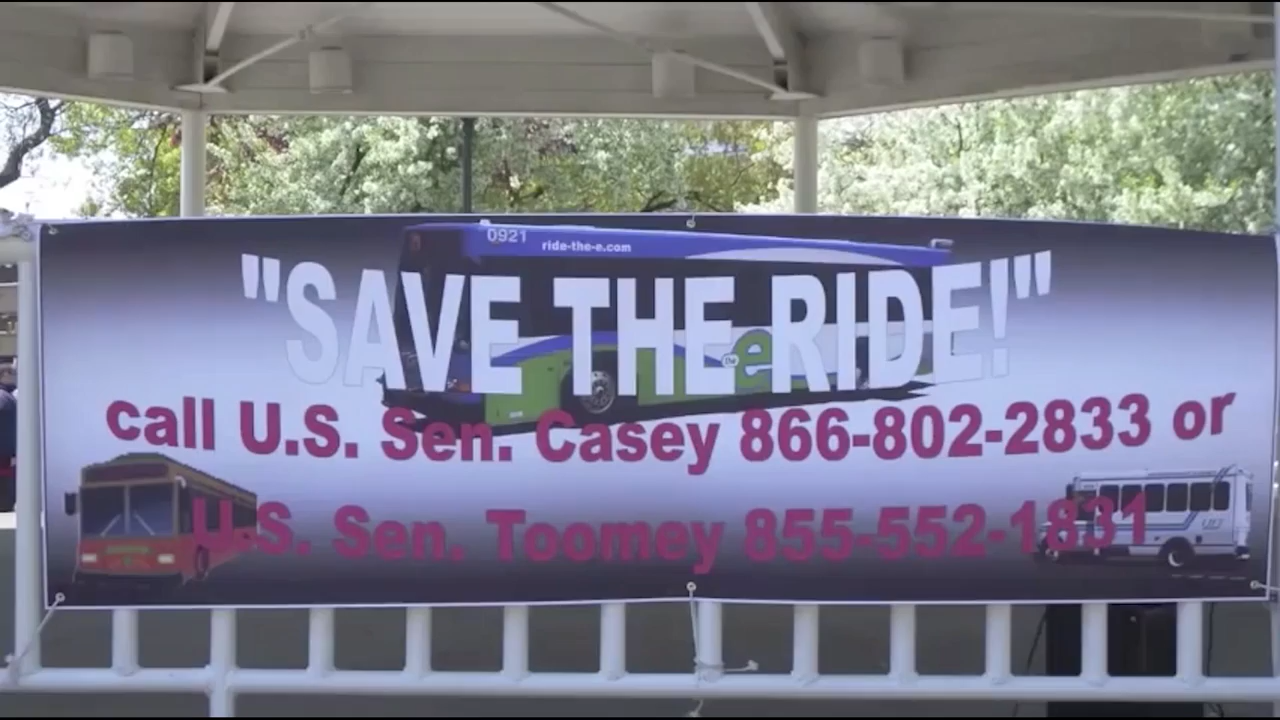 0921 ride-the-e.com
"SAVE THE RIDE!"
the e
call U.S. Sen. Casey 866-802-2833 or
U.S. Sen. Toomey 855-552-1831